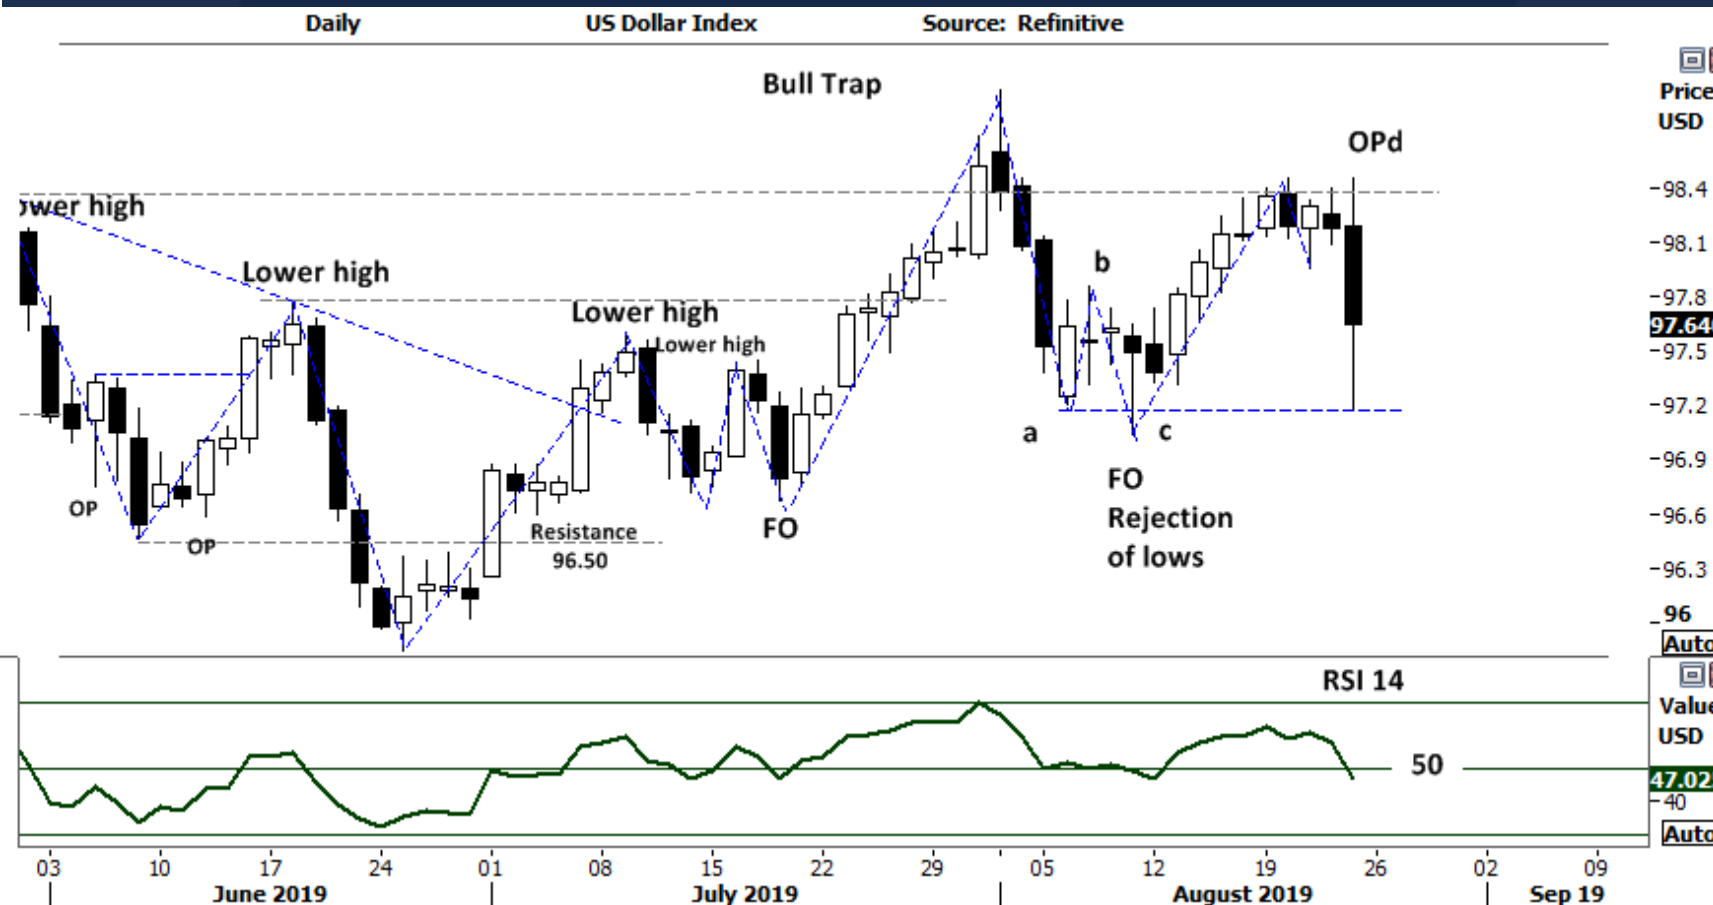 Daily US Dollar Index Source: Refinitive
Bull Trap
Price
USD
OPd
98.4
Lower high
98.1
b
97.8
Lower high
97.64
Lower high
97.5
97.2
a
c
96.9
FO
OP
FO
Rejection
of lows
96.6
Resistance
96.50
OP
96.3
96
Auto
RSI 14
Value
USD
50
47.02
40
Auto
03 10 17 24 01 08 15 22 29 05 12 19 26 02 09
June 2019 July 2019 August 2019 Sep 19
ower high
Lower high